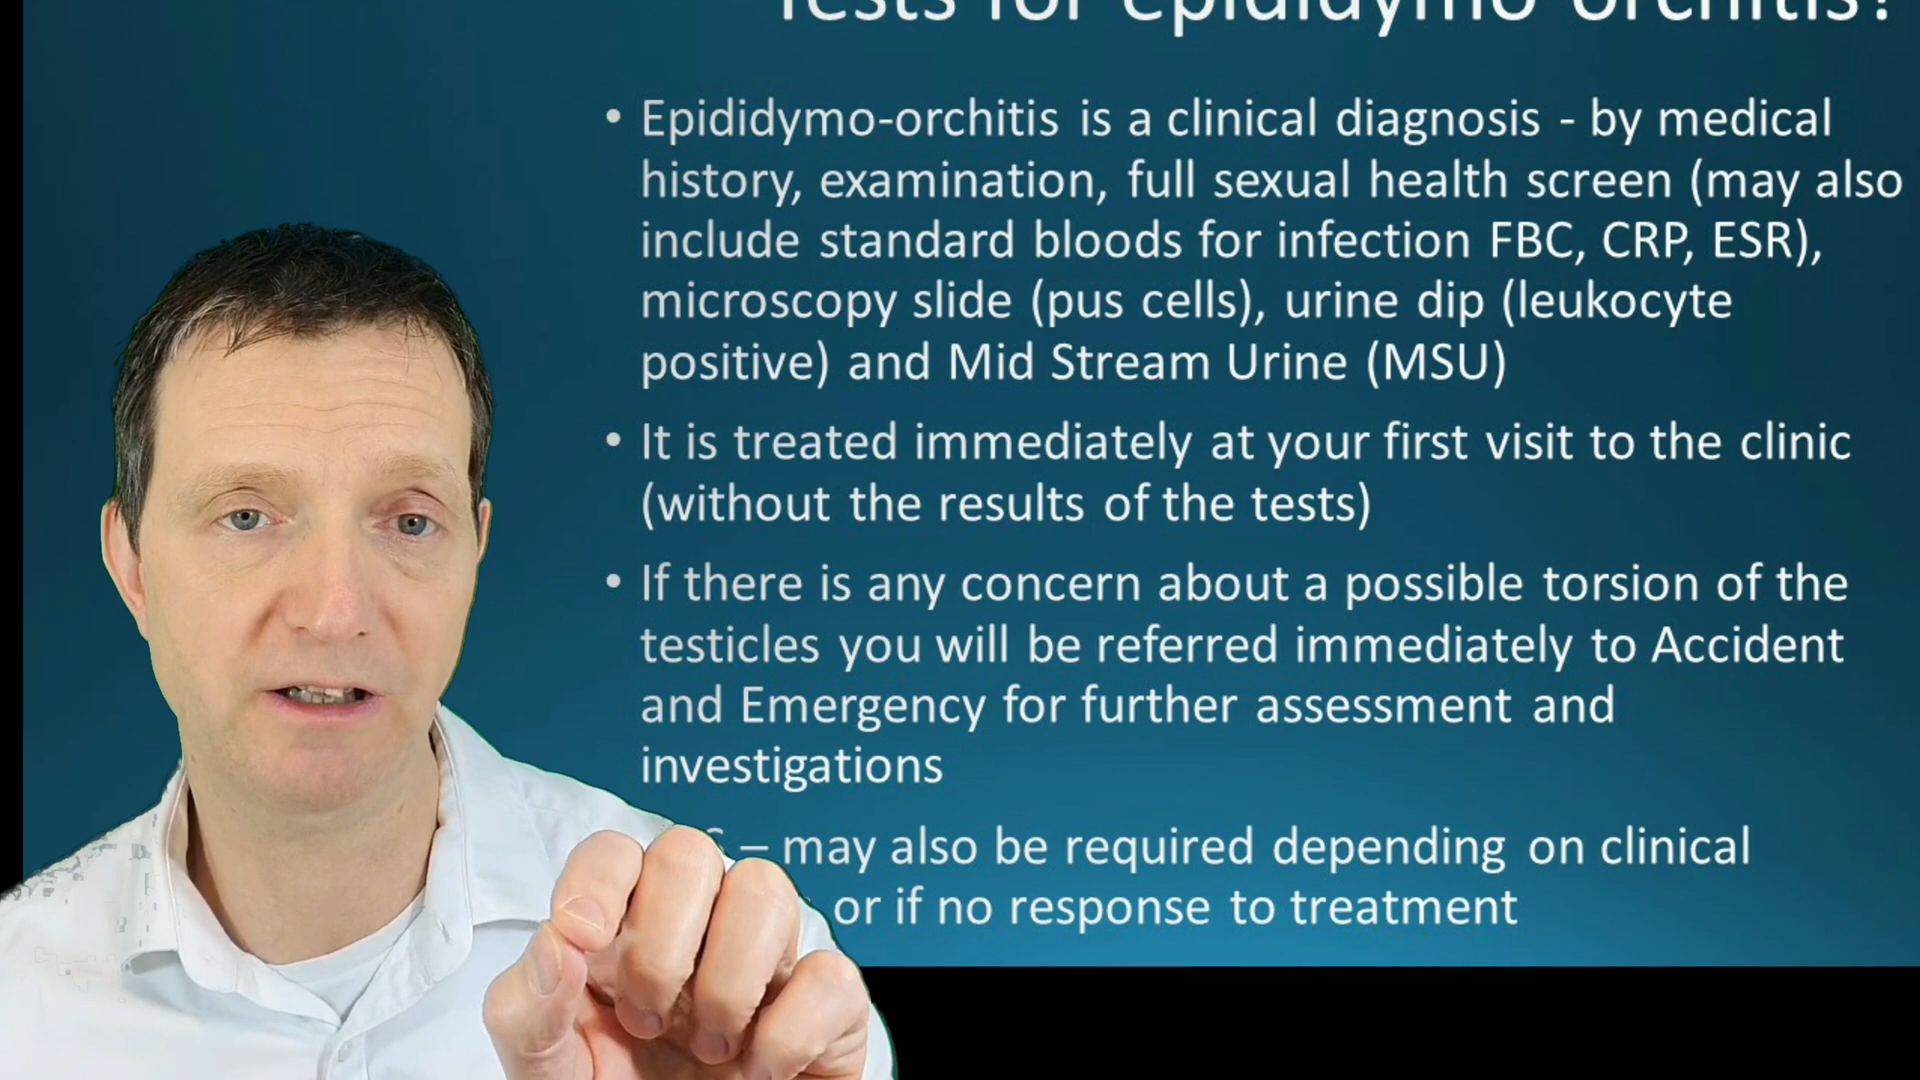 Tests for epididymo-orchitis?
• Epididymo-orchitis is a clinical diagnosis - by medical
history, examination, full sexual health screen (may also
include standard bloods for infection FBC, CRP, ESR),
microscopy slide (pus cells), urine dip (leukocyte
positive) and Mid Stream Urine (MSU)
• It is treated immediately at your first visit to the clinic
(without the results of the tests)
• If there is any concern about a possible torsion of the
testicles you will be referred immediately to Accident
and Emergency for further assessment and
investigations
– may also be required depending on clinical
or if no response to treatment